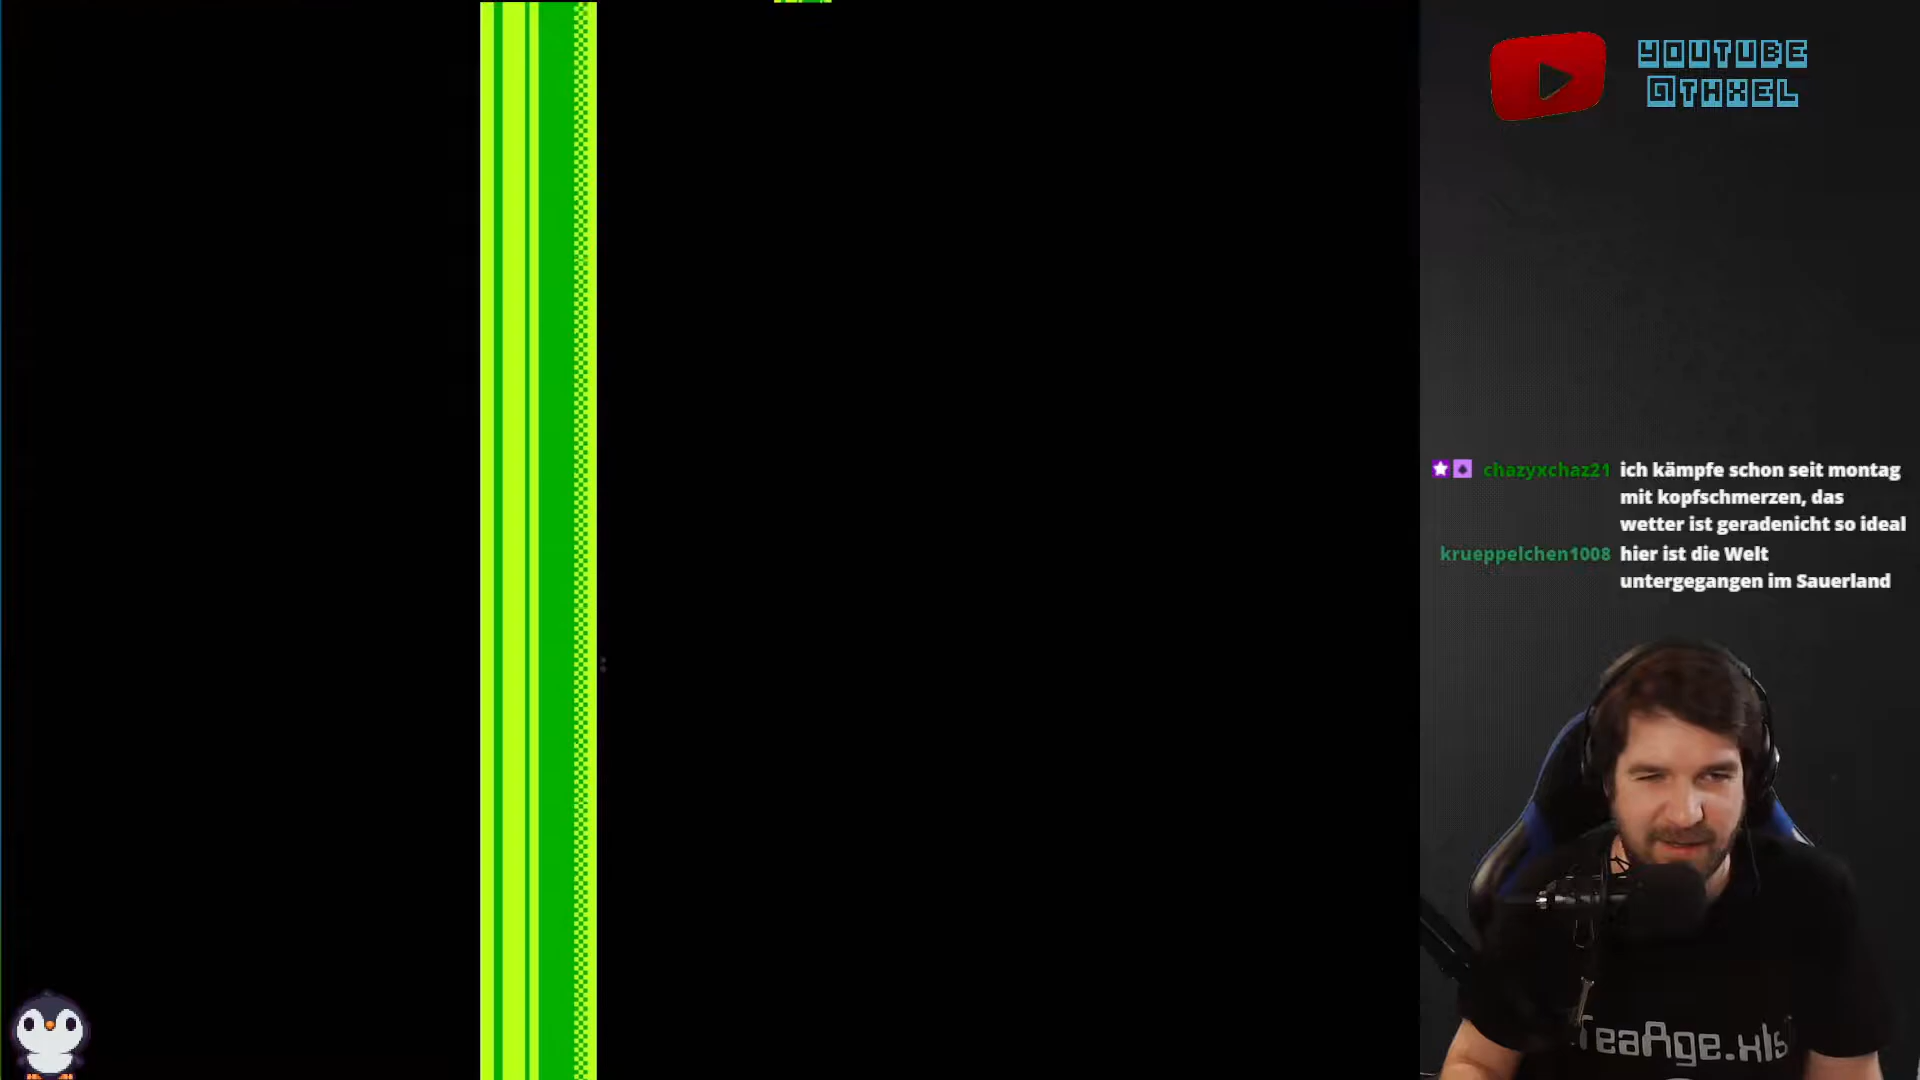 YOUTUBE
@THXEL
chazyxchaz21 ich kämpfe schon seit montag
mit kopfschmerzen, das
wetter ist geradenicht so ideal
krueppelchen1008 hier ist die Welt
untergegangen im Sauerland
TeaAge.xls